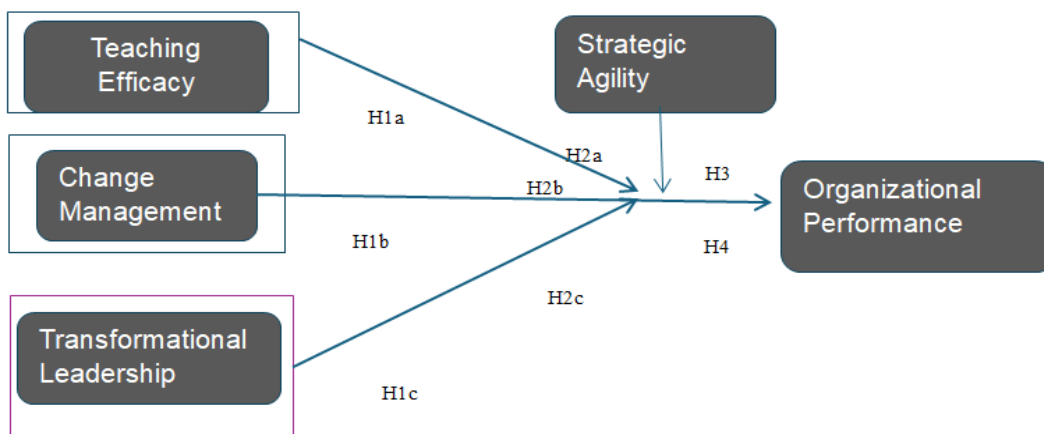 Teaching
Efficacy
Strategic
Agility
H1a
H2a
H2b
H3
Change
Management
Organizational
Performance
H1b
H4
H2c
Transformational
Leadership
H1c